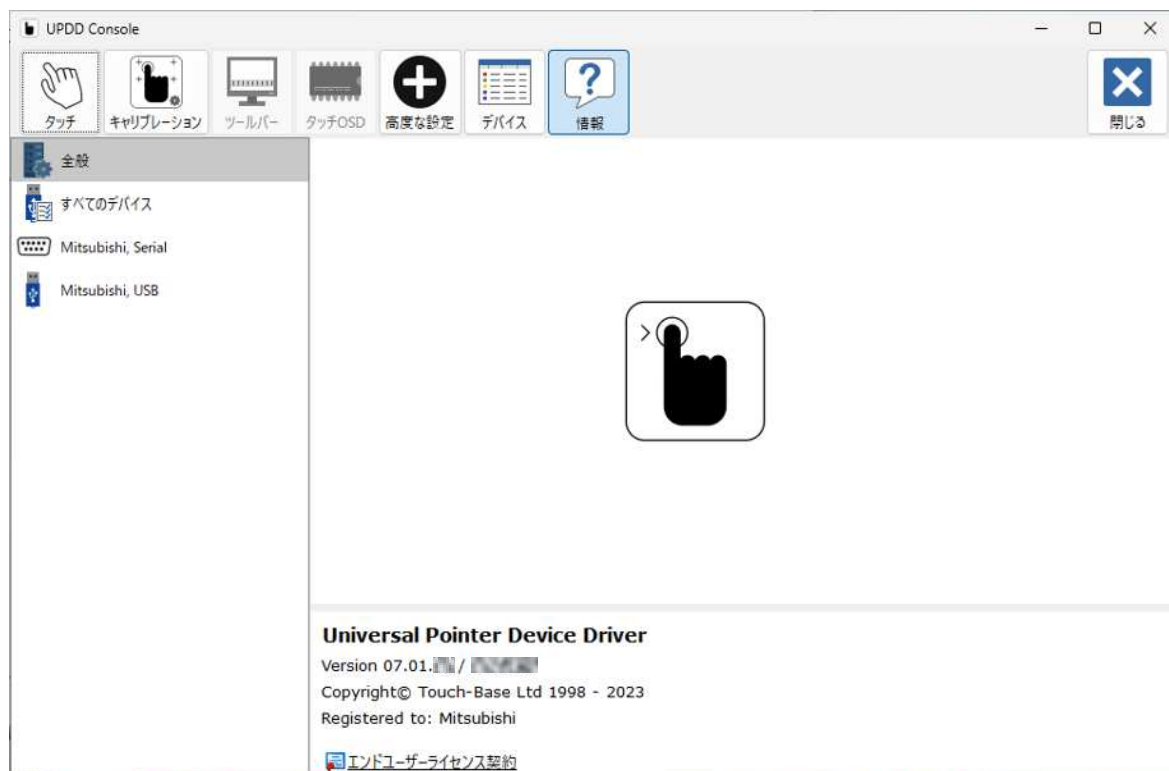 UPDD Console
タッチ
キャリブレーション
ツールバー
タッチOSD
高度な設定
デバイス
情報
閉じる
全般
すべてのデバイス
Mitsubishi, Serial
Mitsubishi, USB
Universal Pointer Device Driver
Version 07.01. /
Copyright© Touch-Base Ltd 1998 - 2023
Registered to: Mitsubishi
エンドユーザーライセンス契約